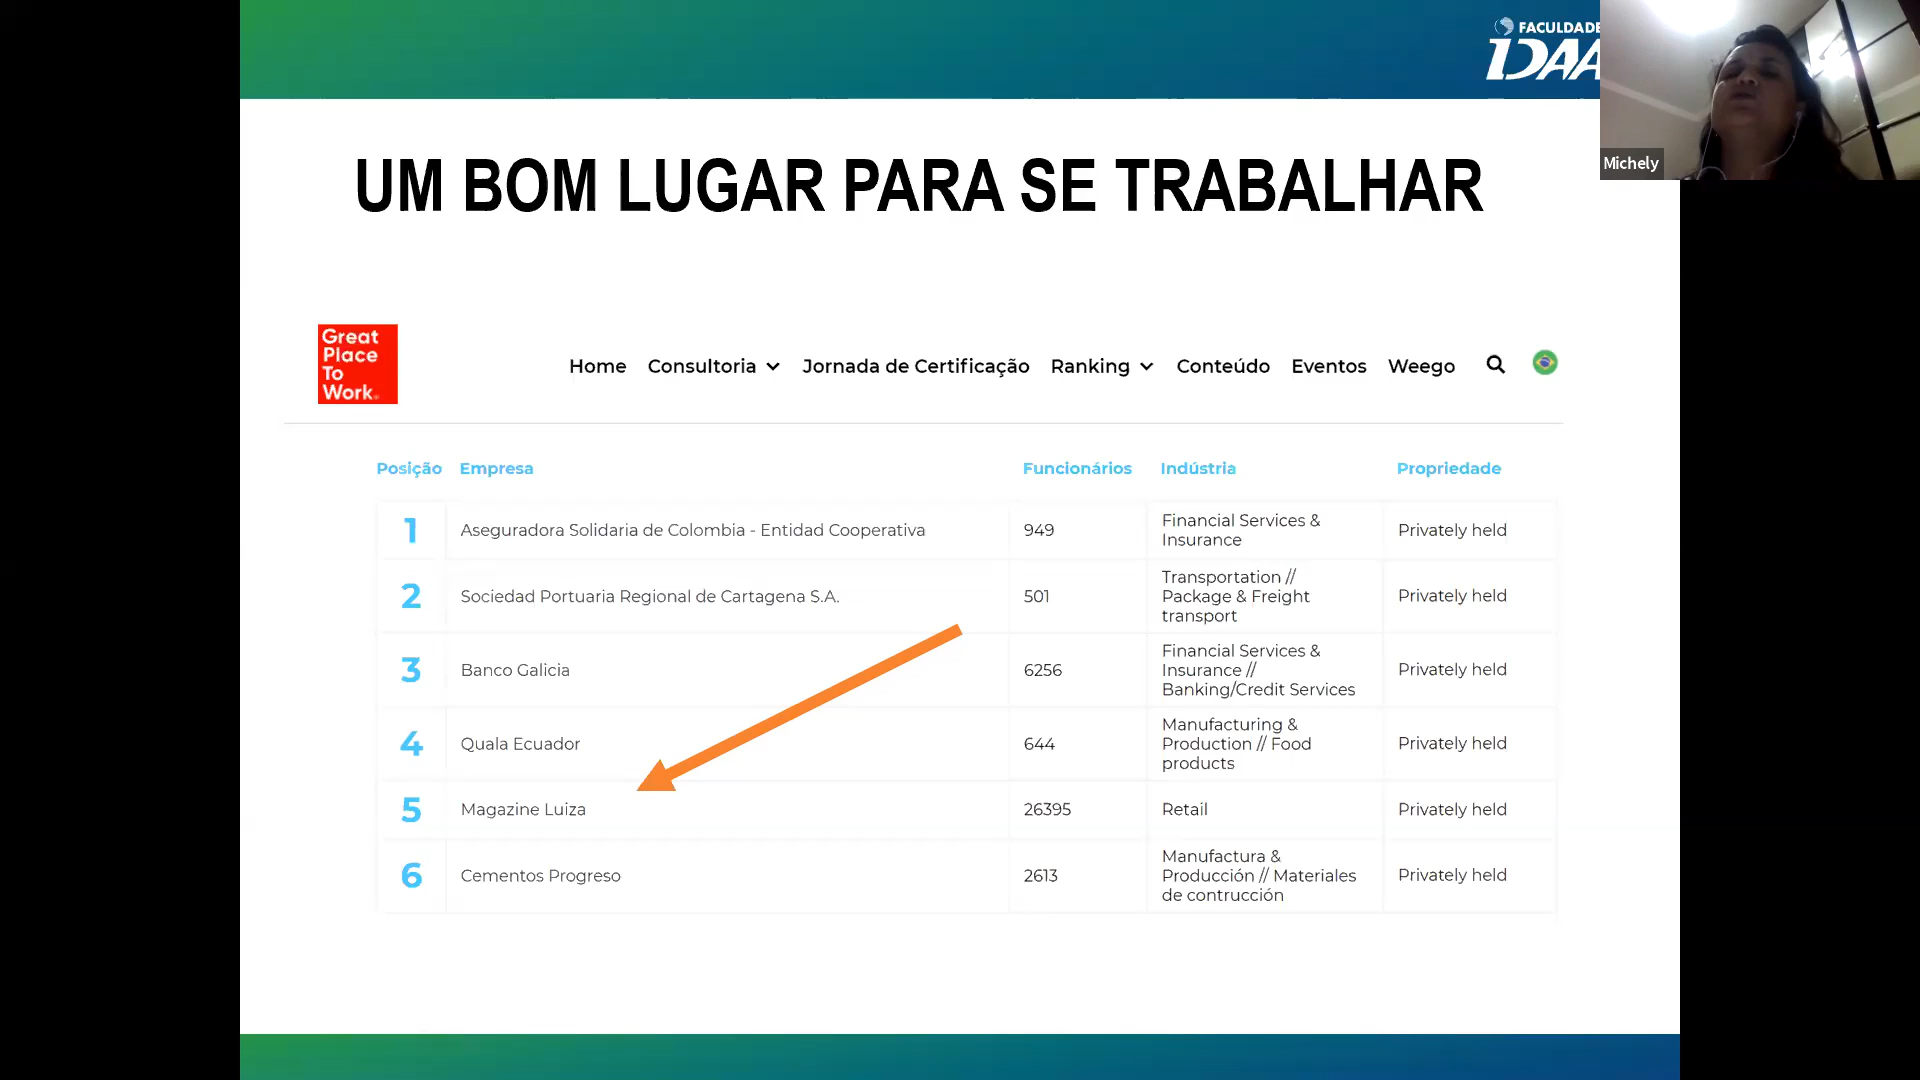 FACULDADE
IDAA
Michely
UM BOM LUGAR PARA SE TRABALHAR
Great
Place
To
Work.
Home Consultoria Jornada de Certificação Ranking Conteúdo Eventos Weego
Posição Empresa Funcionários Indústria Propriedade
1 Aseguradora Solidaria de Colombia - Entidad Cooperativa 949 Financial Services & Insurance Privately held
2 Sociedad Portuaria Regional de Cartagena S.A. 501 Transportation // Package & Freight transport Privately held
3 Banco Galicia 6256 Financial Services & Insurance // Banking/Credit Services Privately held
4 Quala Ecuador 644 Manufacturing & Production // Food products Privately held
5 Magazine Luiza 26395 Retail Privately held
6 Cementos Progreso 2613 Manufactura & Producción // Materiales de contrucción Privately held